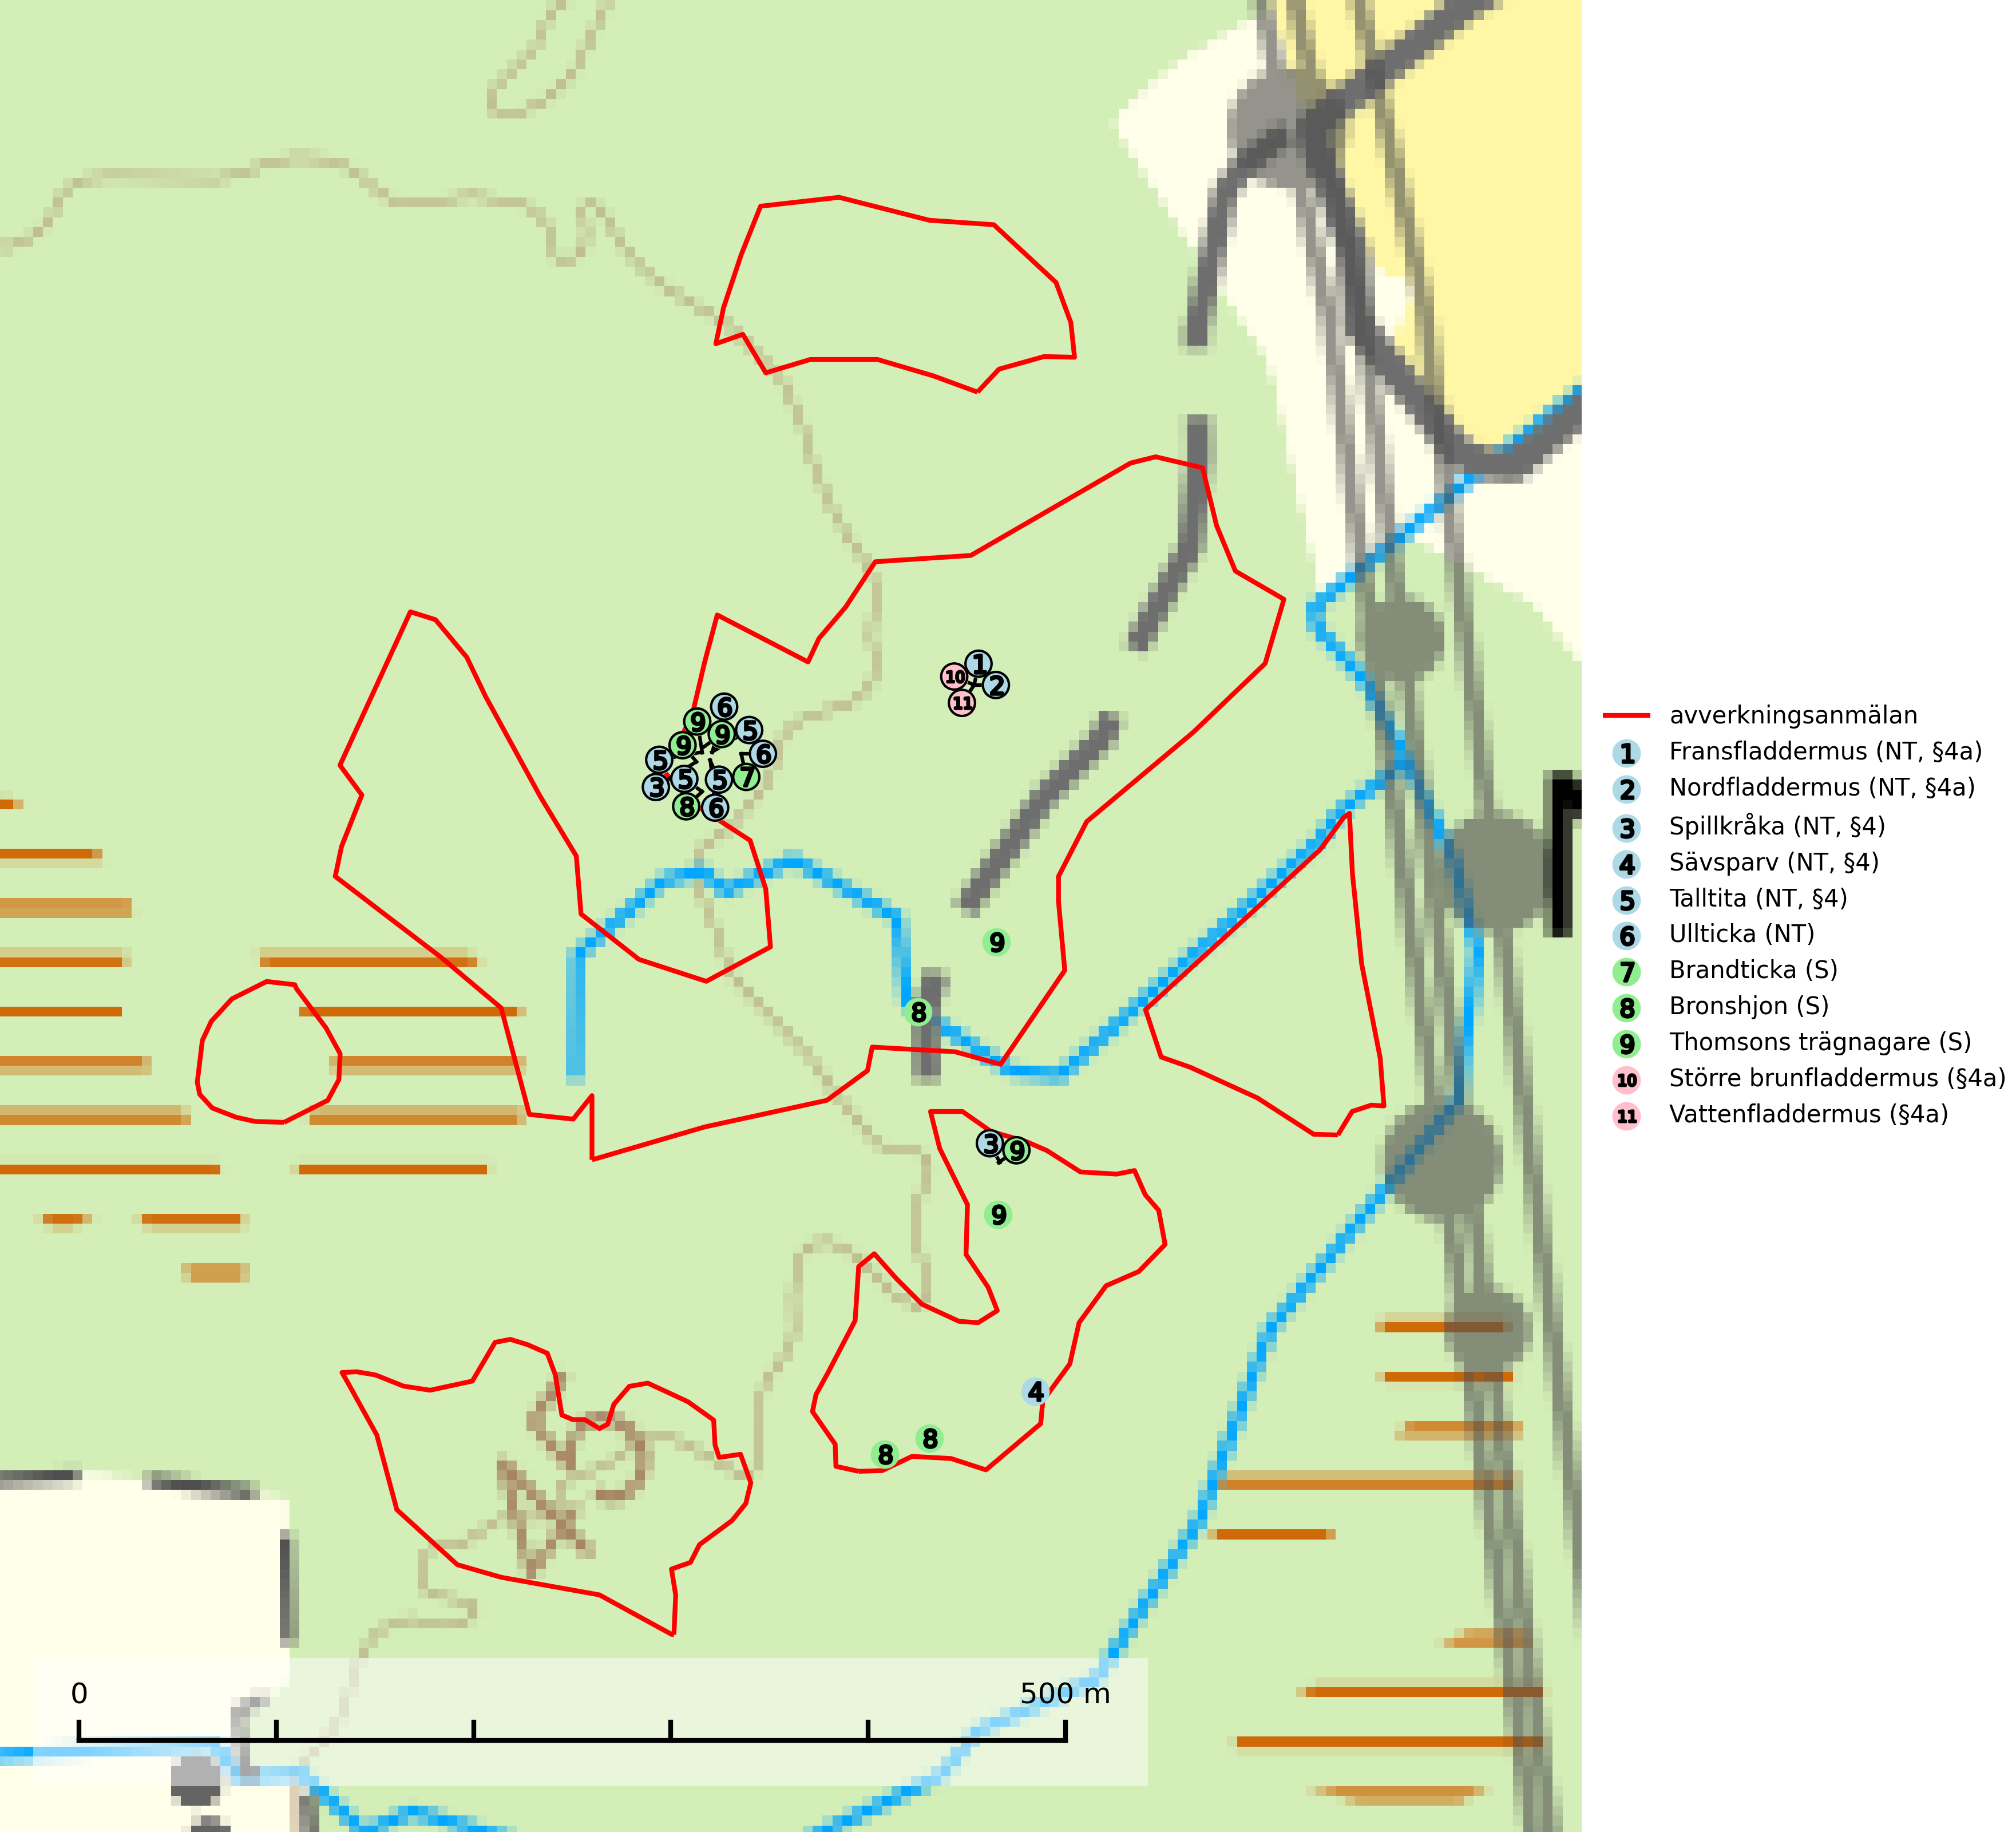 1
10
2
11
6
9
9
5
9
6
5
5
5
7
3
8
6
9
8
3
9
9
4
8
8
0
500 m
avverkningsanmälan
1 Fransfladdermus (NT, §4a)
2 Nordfladdermus (NT, §4a)
3 Spillkråka (NT, §4)
4 Sävsparv (NT, §4)
5 Talltita (NT, §4)
6 Ullticka (NT)
7 Brandticka (S)
8 Bronshjon (S)
9 Thomsons trägnagare (S)
10 Större brunfladdermus (§4a)
11 Vattenfladdermus (§4a)